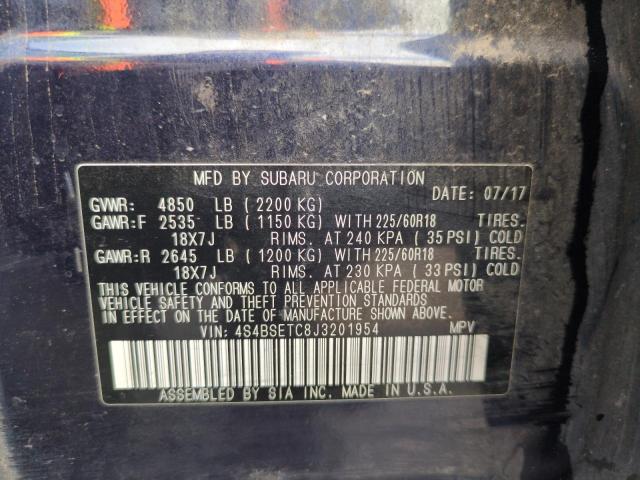 MFD BY SUBARU CORPORATION
DATE: 07/17
GVWR: 4850 LB (2200 KG)
GAWR:F 2535 LB (1150 KG) WITH 225/60R18 TIRES.
18X7J RIMS. AT 240 KPA (35 PSI) COLD
GAWR:R 2645 LB (1200 KG) WITH 225/60R18 TIRES.
18X7J RIMS. AT 230 KPA (33 PSI) COLD
THIS VEHICLE CONFORMS TO ALL APPLICABLE FEDERAL MOTOR
VEHICLE SAFETY AND THEFT PREVENTION STANDARDS
IN EFFECT ON THE DATE OF MANUFACTURE SHOWN ABOVE.
VIN: 4S4BSETC8J3201954 MPV
ASSEMBLED BY SIA INC. MADE IN U.S.A.